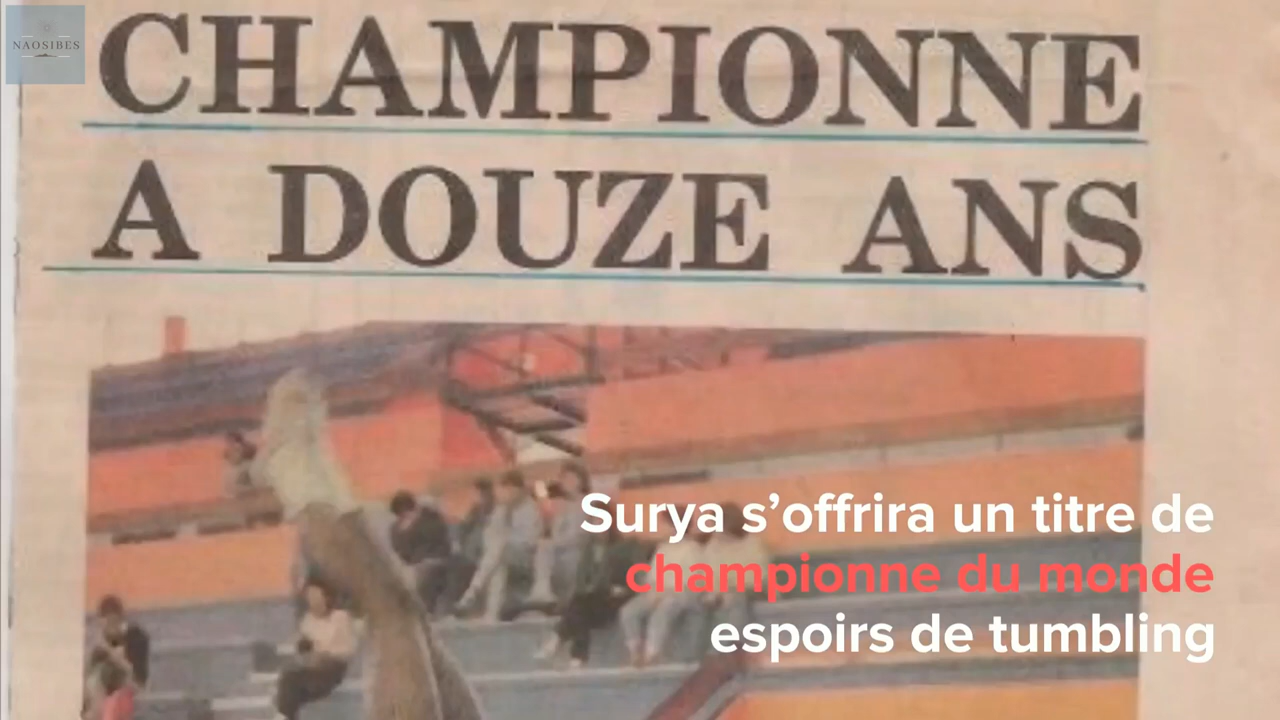 NAOSIBES
CHAMPIONNE
A DOUZE ANS
Surya s’offrira un titre de
championne du monde
espoirs de tumbling